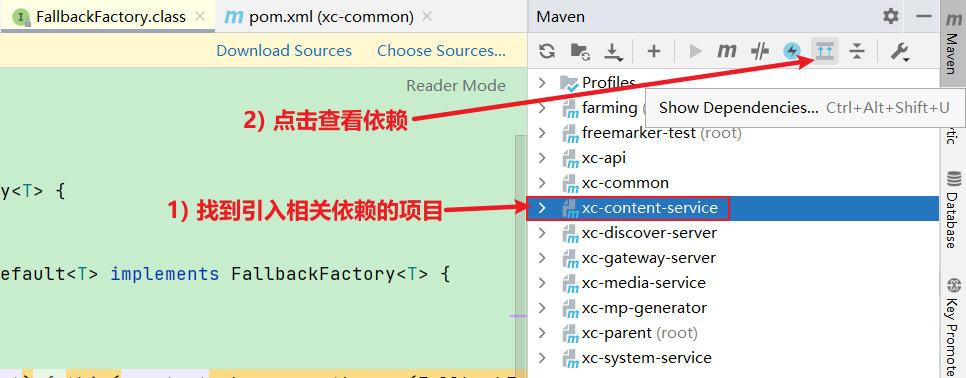 FallbackFactory.class
pom.xml (xc-common)
Maven
Download Sources
Choose Sources...
Reader Mode
y<T> {
efault<T> implements FallbackFactory<T> {
2) 点击查看依赖
1) 找到引入相关依赖的项目
Profiles
farming
freemarker-test (root)
xc-api
xc-common
xc-content-service
xc-discover-server
xc-gateway-server
xc-media-service
xc-mp-generator
xc-parent (root)
xc-system-service
Show Dependencies... Ctrl+Alt+Shift+U
Maven
Database
Key Promote